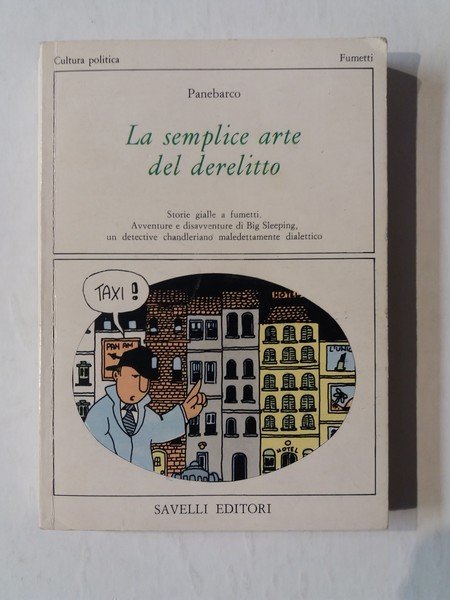 Cultura politica
Fumetti
Panebarco
La semplice arte
del derelitto
Storie gialle a fumetti.
Avventure e disavventure di Big Sleeping,
un detective chandleriano maledettamente dialettico
TAXI!
PAN AM
HOTEL
HOTEL
SAVELLI EDITORI